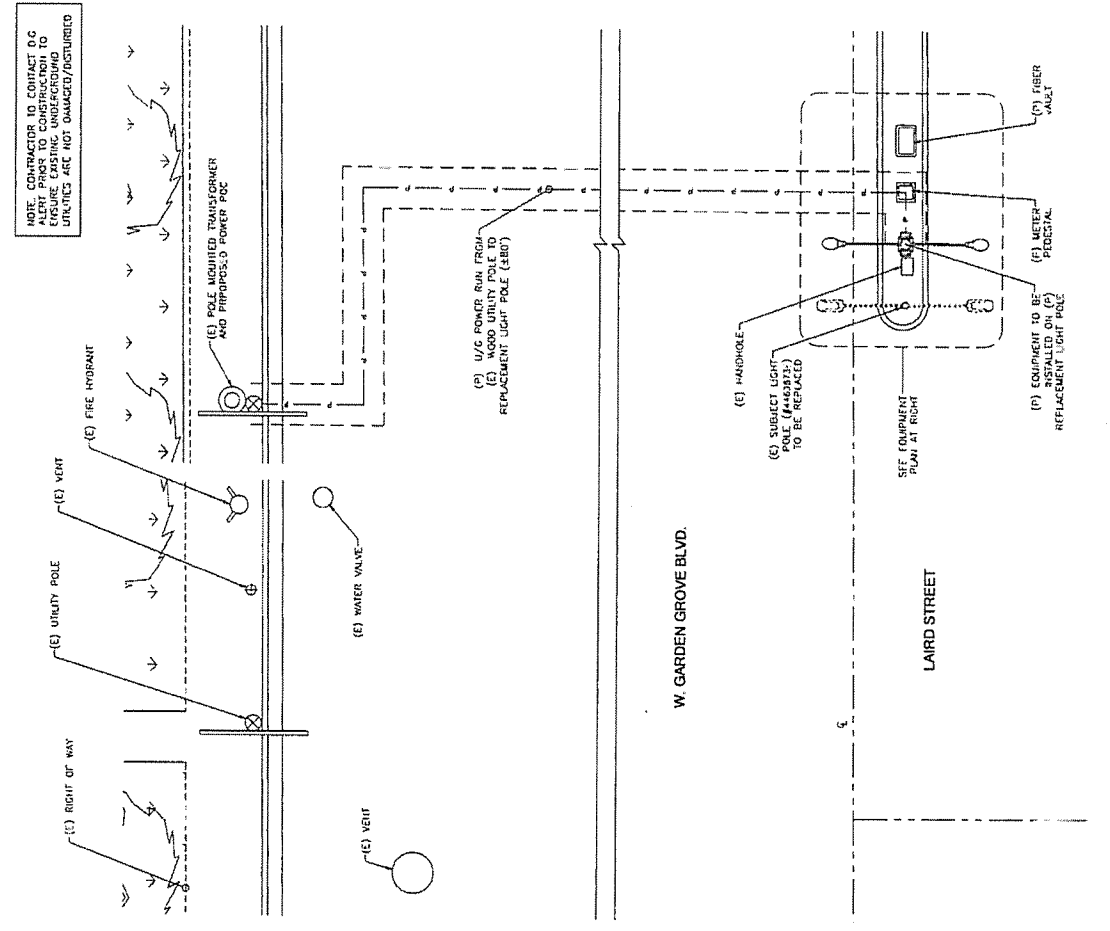 NOTE, CONTRACTOR TO CONTACT DIG
ALERT PRIOR TO CONSTRUCTION TO
ENSURE EXISTING UNDERGROUND
UTILITIES ARE NOT DAMAGED/DISTURBED
(E) RIGHT OF WAY
(E) UTILITY POLE
(E) VENT
(E) FIRE HYDRANT
(E) POLE MOUNTED TRANSFORMER
AND PROPOSED POWER POC
(E) VENT
(E) WATER VALVE
(P) U/G POWER RUN FROM
(E) WOOD UTILITY POLE TO
REPLACEMENT LIGHT POLE (±80')
W. GARDEN GROVE BLVD.
(E) HANDHOLE
(E) SUBJECT LIGHT
TO BE REPLACED
SEE EQUIPMENT
PLAN AT RIGHT
LAIRD STREET
(P) EQUIPMENT TO BE
INSTALLED ON (P)
REPLACEMENT LIGHT POLE
(P) METER
PEDESTAL
(P) FIBER
VAULT